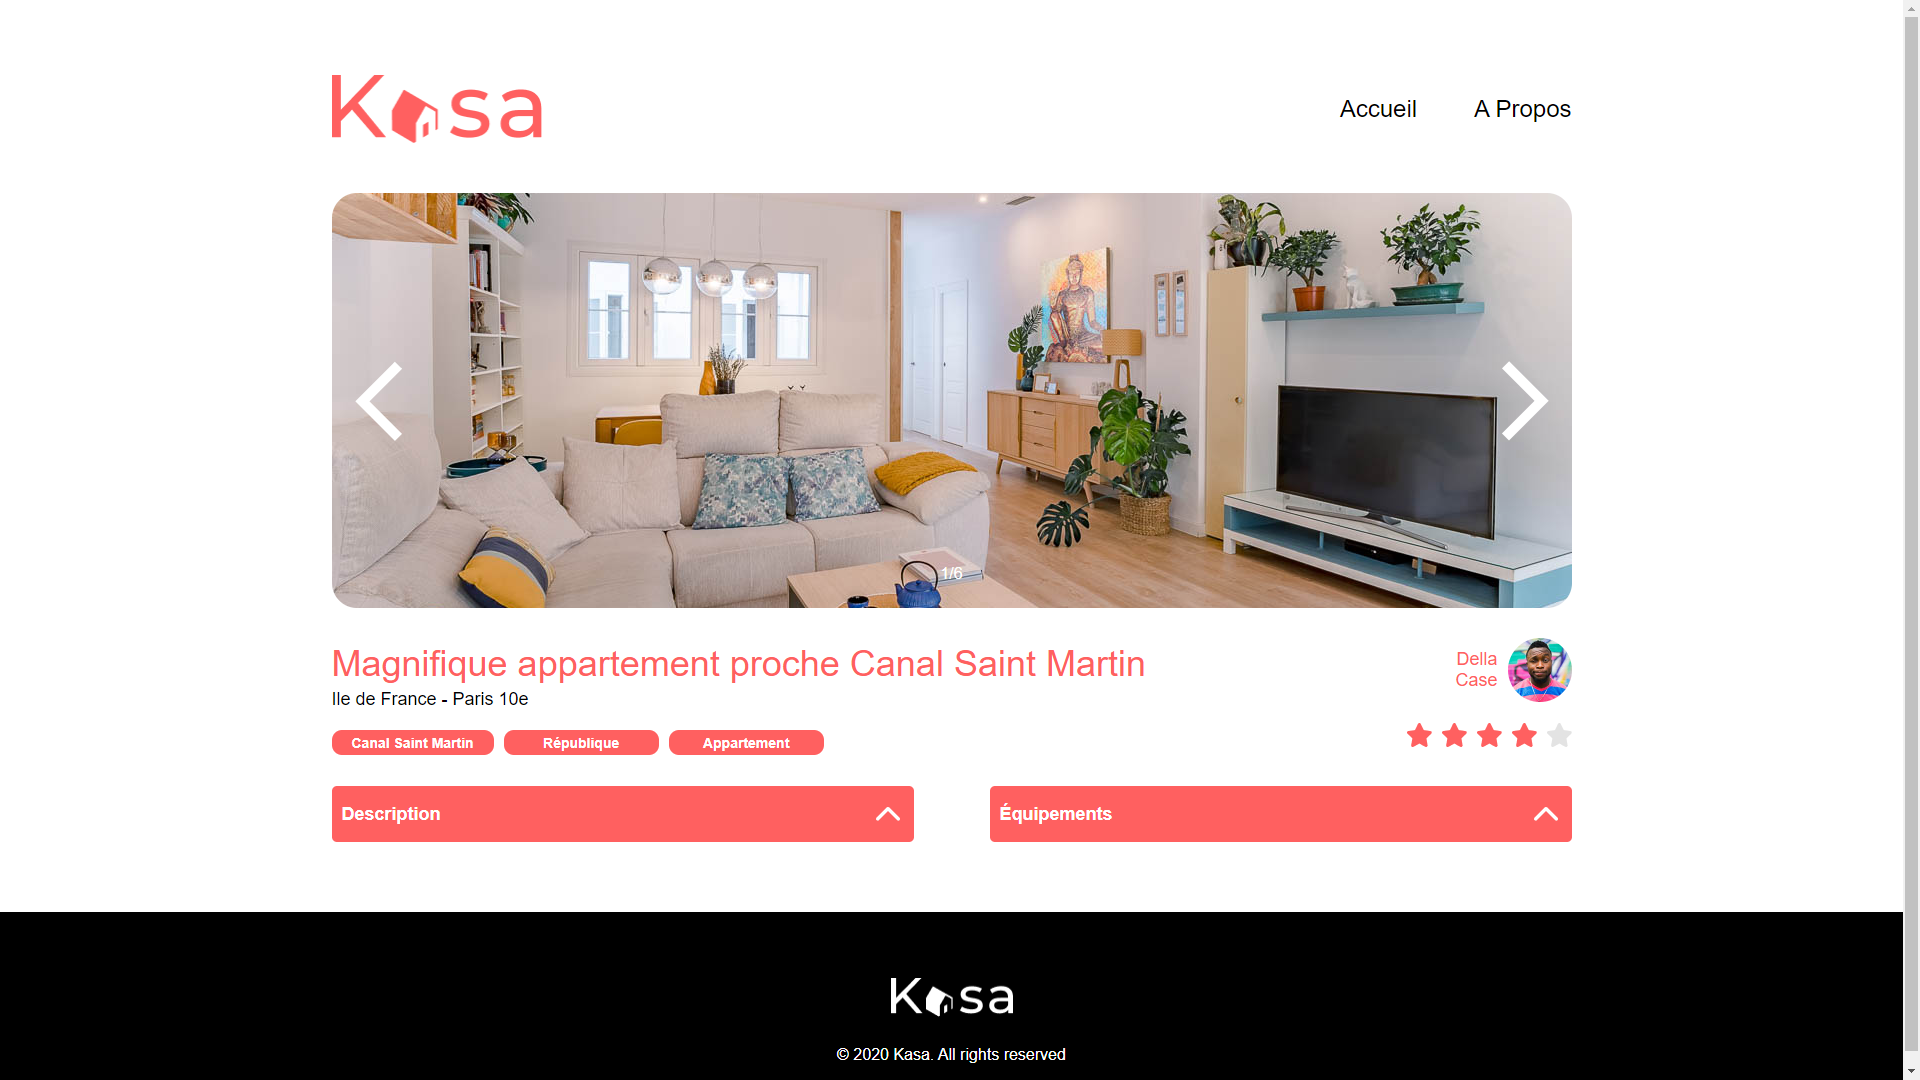 Kasa
Accueil
A Propos
1/6
Magnifique appartement proche Canal Saint Martin
Ile de France - Paris 10e
Della
Case
Canal Saint Martin
République
Appartement
Description
Équipements
Kasa
© 2020 Kasa. All rights reserved